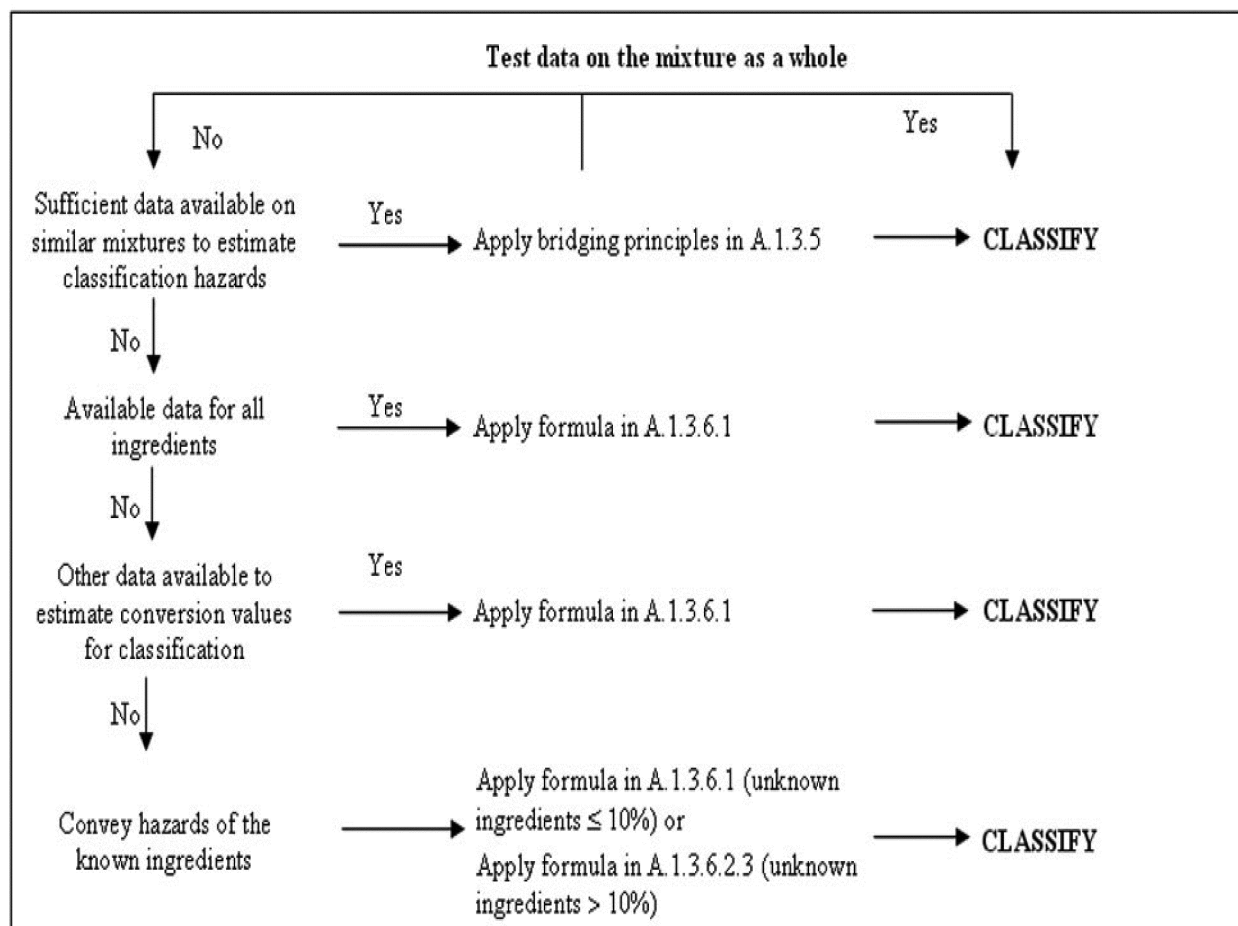 Test data on the mixture as a whole
No
Yes
Sufficient data available on
similar mixtures to estimate
classification hazards
Yes
Apply bridging principles in A.1.3.5
CLASSIFY
No
Available data for all
ingredients
Yes
Apply formula in A.1.3.6.1
CLASSIFY
No
Other data available to
estimate conversion values
for classification
Yes
Apply formula in A.1.3.6.1
CLASSIFY
No
Convey hazards of the
known ingredients
Apply formula in A.1.3.6.1 (unknown
ingredients ≤ 10%) or
Apply formula in A.1.3.6.2.3 (unknown
ingredients > 10%)
CLASSIFY